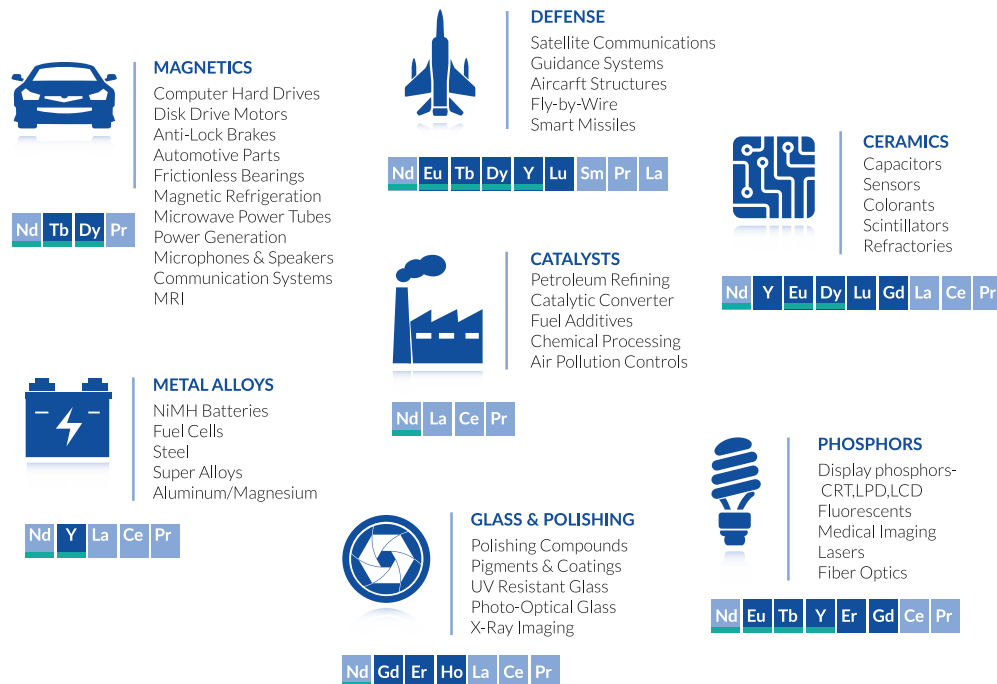 MAGNETICS
Computer Hard Drives
Disk Drive Motors
Anti-Lock Brakes
Automotive Parts
Frictionless Bearings
Magnetic Refrigeration
Microwave Power Tubes
Power Generation
Microphones & Speakers
Communication Systems
MRI
Nd Tb Dy Pr
DEFENSE
Satellite Communications
Guidance Systems
Aircarft Structures
Fly-by-Wire
Smart Missiles
Nd Eu Tb Dy Y Lu Sm Pr La
CERAMICS
Capacitors
Sensors
Colorants
Scintillators
Refractories
Nd Y Eu Dy Lu Gd La Ce Pr
CATALYSTS
Petroleum Refining
Catalytic Converter
Fuel Additives
Chemical Processing
Air Pollution Controls
Nd La Ce Pr
METAL ALLOYS
NiMH Batteries
Fuel Cells
Steel
Super Alloys
Aluminum/Magnesium
Nd Y La Ce Pr
GLASS & POLISHING
Polishing Compounds
Pigments & Coatings
UV Resistant Glass
Photo-Optical Glass
X-Ray Imaging
Nd Gd Er Ho La Ce Pr
PHOSPHORS
Display phosphors-
CRT,LPD,LCD
Fluorescents
Medical Imaging
Lasers
Fiber Optics
Nd Eu Tb Y Er Gd Ce Pr